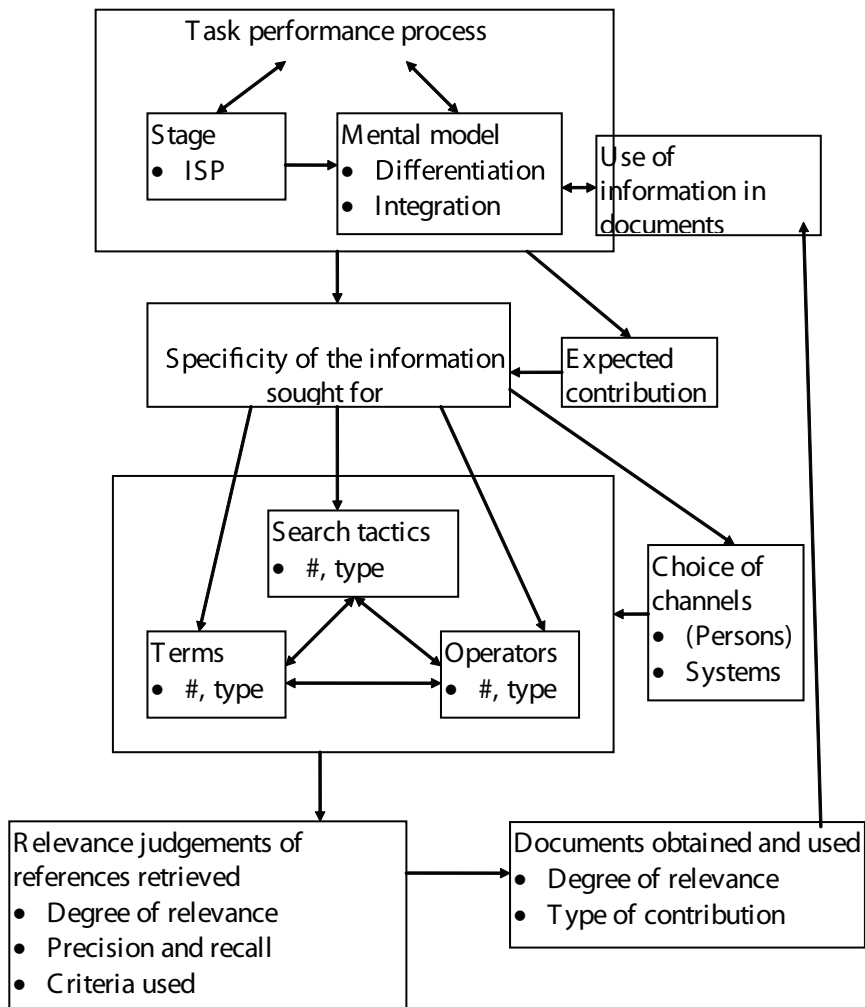 Task performance process
Stage
• ISP
Mental model
• Differentiation
• Integration
Use of
information in
documents
Specificity of the information
sought for
Expected
contribution
Search tactics
• #, type
Terms
• #, type
Operators
• #, type
Choice of
channels
• (Persons)
• Systems
Relevance judgements of
references retrieved
• Degree of relevance
• Precision and recall
• Criteria used
Documents obtained and used
• Degree of relevance
• Type of contribution